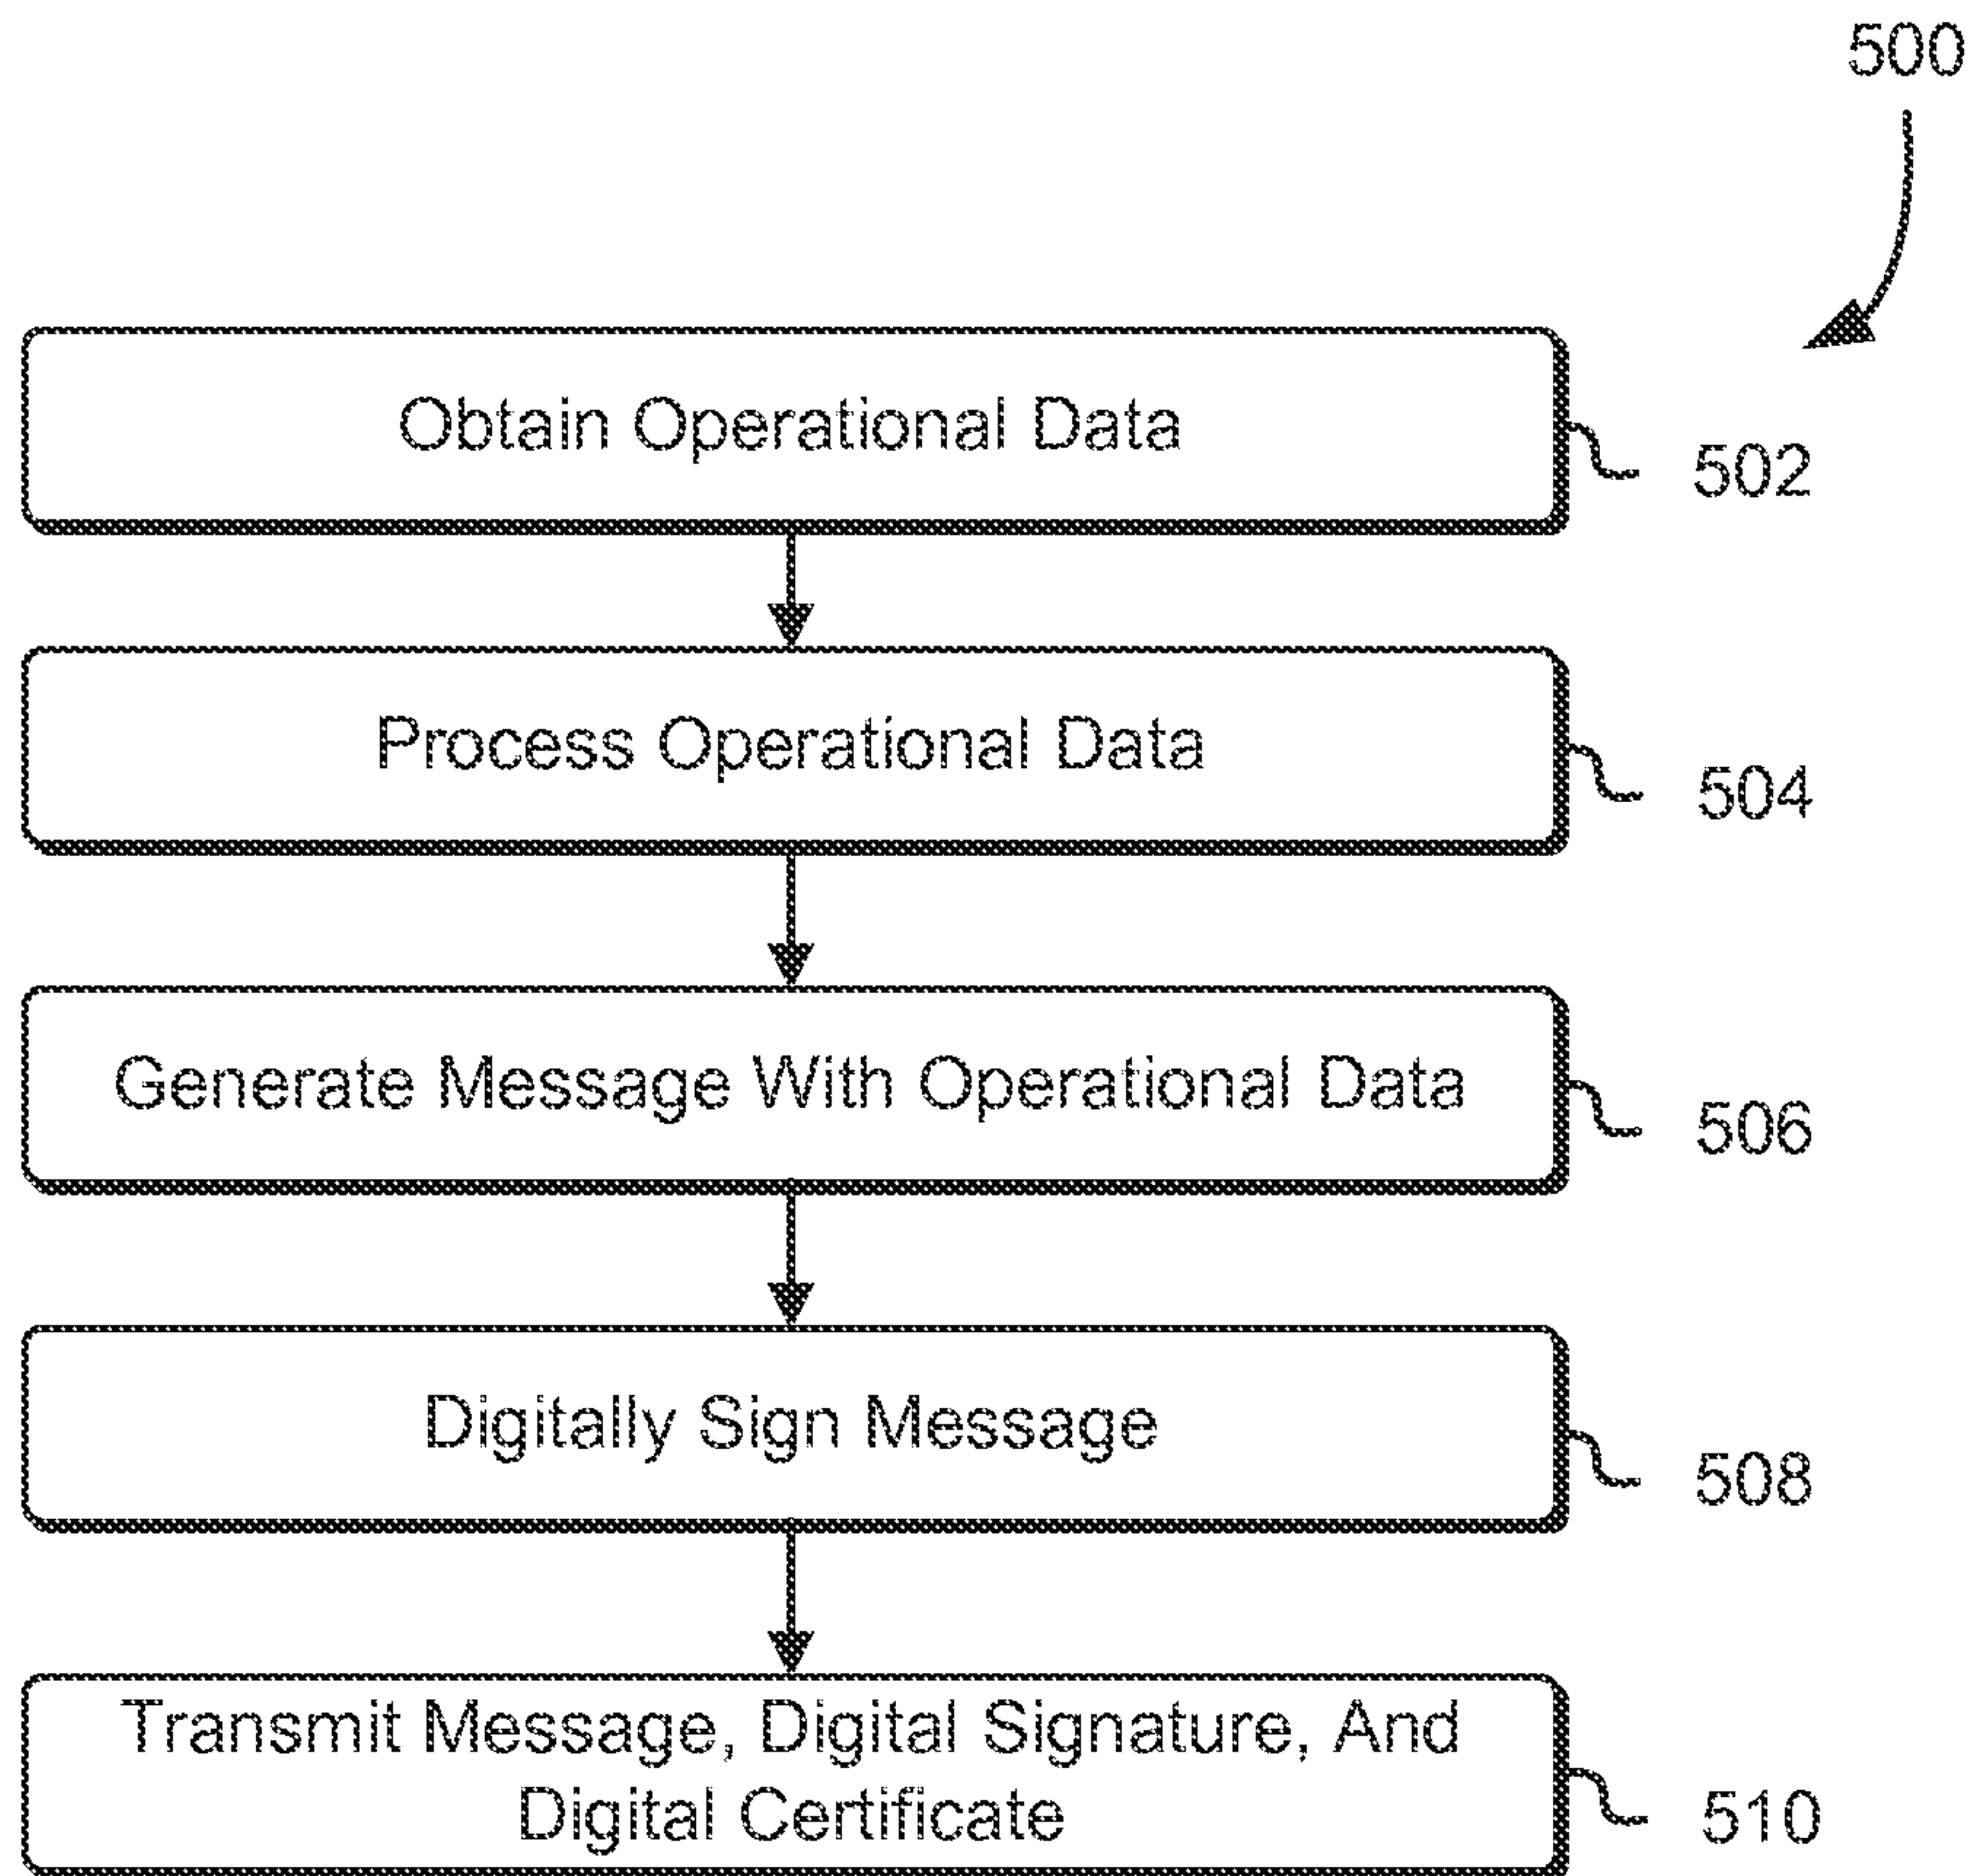 500
Obtain Operational Data
502
Process Operational Data
504
Generate Message With Operational Data
506
Digitally Sign Message
508
Transmit Message, Digital Signature, And
Digital Certificate
510